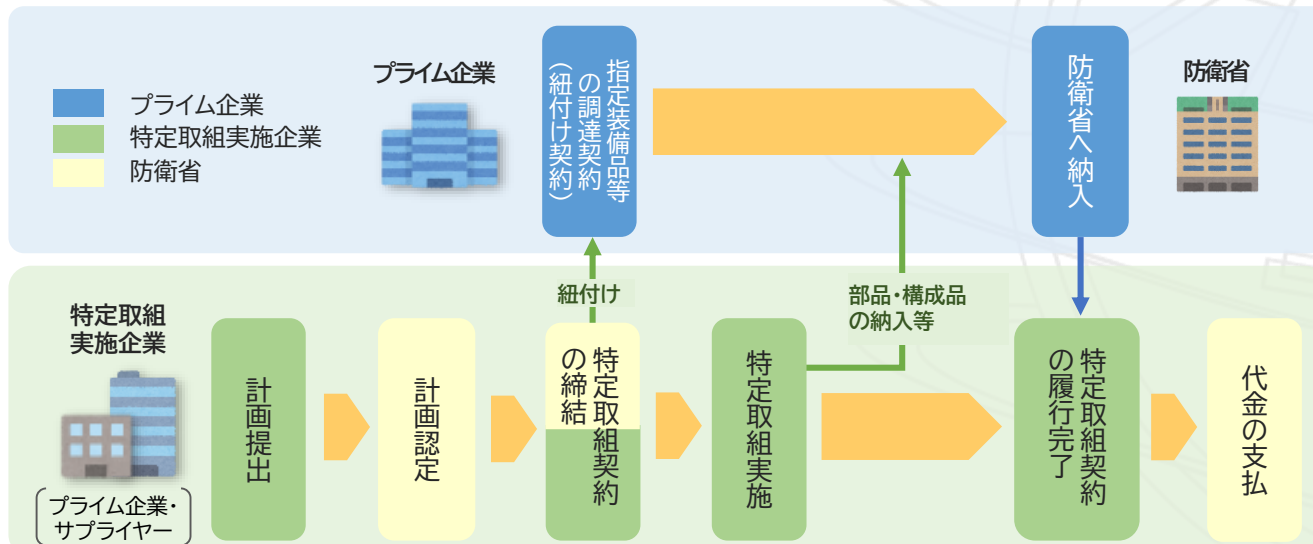 プライム企業
特定取組実施企業
防衛省
プライム企業
指定装備品等
の調達契約
(紐付け契約)
防衛省へ納入
防衛省
紐付け
部品・構成品
の納入等
特定取組
実施企業
プライム企業・
サプライヤー
計画提出
計画認定
特定取組契約
の締結
特定取組実施
特定取組契約
の履行完了
代金の支払